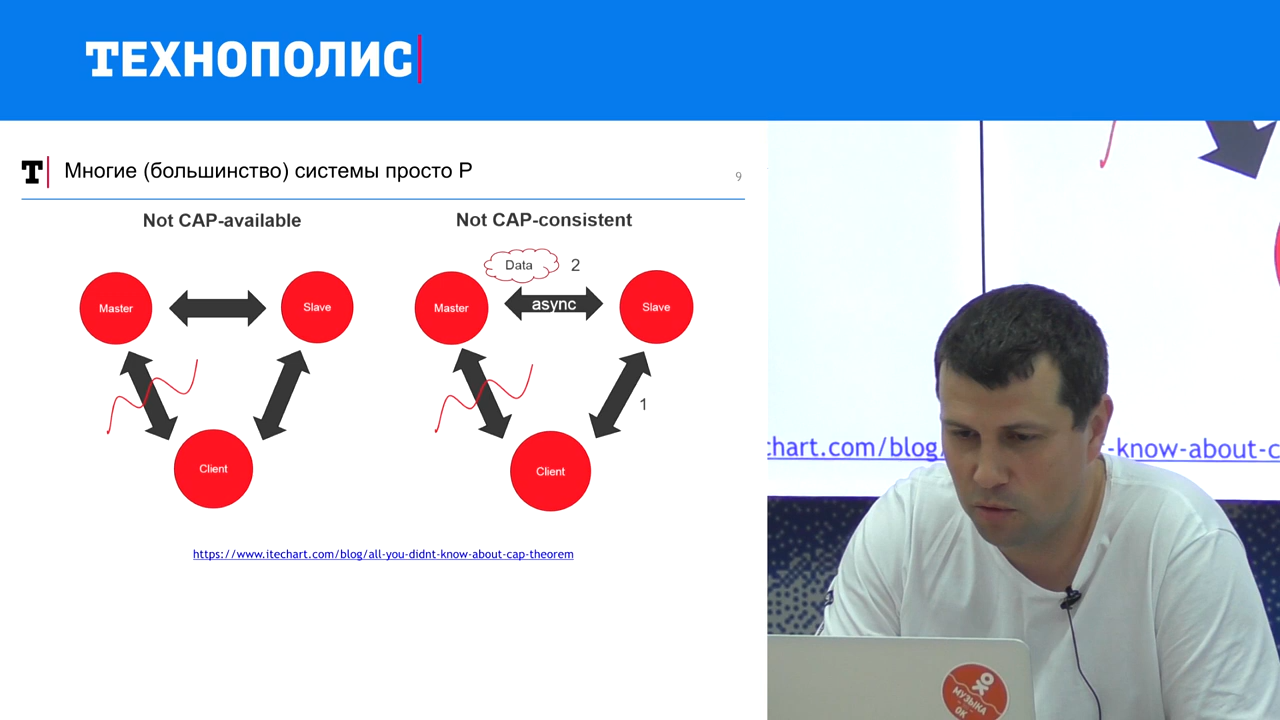 ТЕХНОПОЛИС
Т
Многие (большинство) системы просто P
9
Not CAP-available
Not CAP-consistent
Data
2
Master
Slave
Master
async
Slave
1
Client
Client
https://www.itechart.com/blog/all-you-didnt-know-about-cap-theorem
chart.com/blog
-know-about-c
МУЗЫКА
ОК